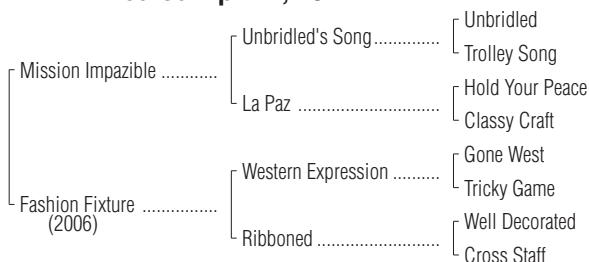 Unbridled
Unbridled's Song..............
Trolley Song
Mission Impazible ............
Hold Your Peace
La Paz ..............................
Classy Craft
Gone West
Western Expression ..........
Tricky Game
Fashion Fixture ................
(2006)
Well Decorated
Ribboned ..........................
Cross Staff